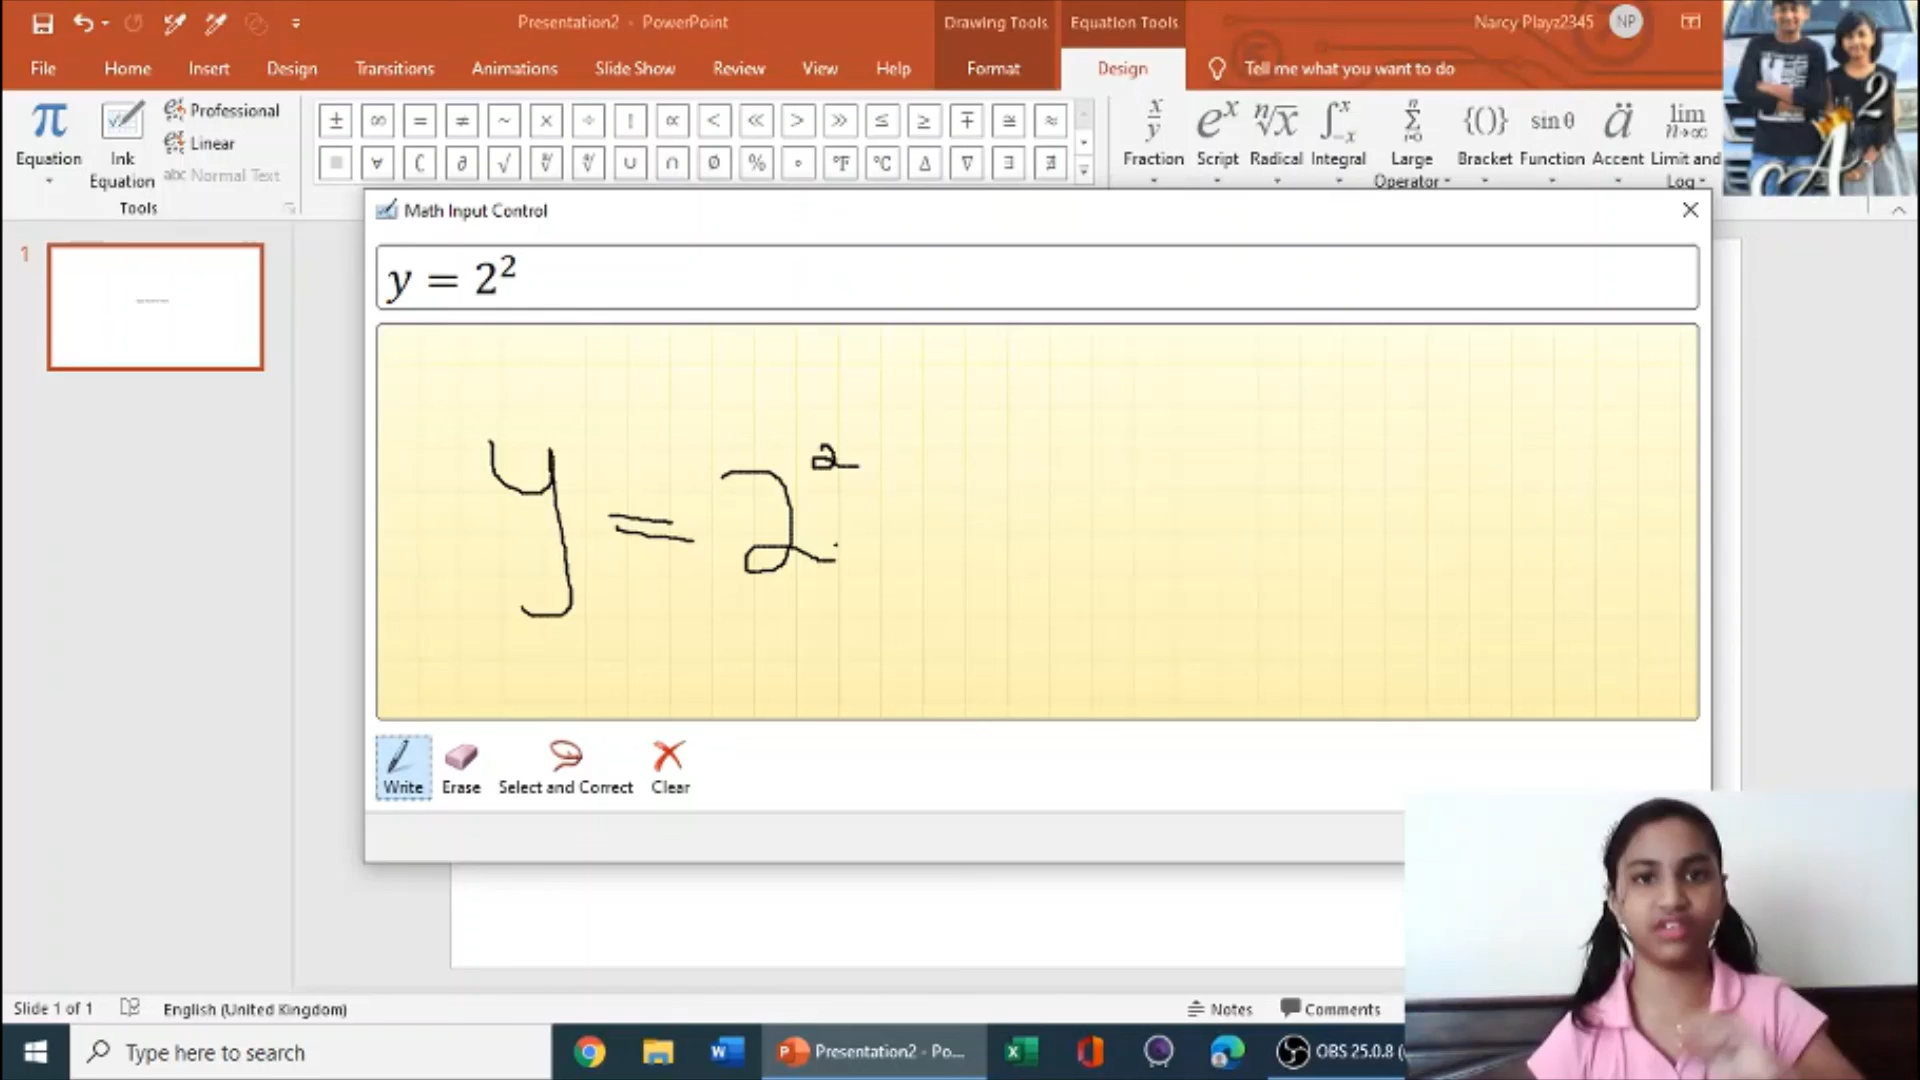 Presentation2 - PowerPoint
Drawing Tools
Equation Tools
Narcy Playz2345
NP
File
Home
Insert
Design
Transitions
Animations
Slide Show
Review
View
Help
Format
Design
Tell me what you want to do
π
Equation
Ink
Equation
Professional
Linear
abc Normal Text
Tools
± ∞ = ≠ ~ × ÷ ! ∝ < ≪ > ≫ ≤ ≥ ∓ ≅ ≈
∀ ∁ ∂ √ ∛ ∜ ∪ ∩ ∅ % ° °F °C ∆ ∇ ∃ ∄
Fraction
Script
Radical
Integral
Large
Operator
Bracket
sin θ
Function
ä
Accent
lim
n→∞
Limit and
Log
A²
1
Math Input Control
y = 2²
y = 2²
Write
Erase
Select and Correct
Clear
Slide 1 of 1
English (United Kingdom)
Notes
Comments
Type here to search
Presentation2 - Po...
OBS 25.0.8 (